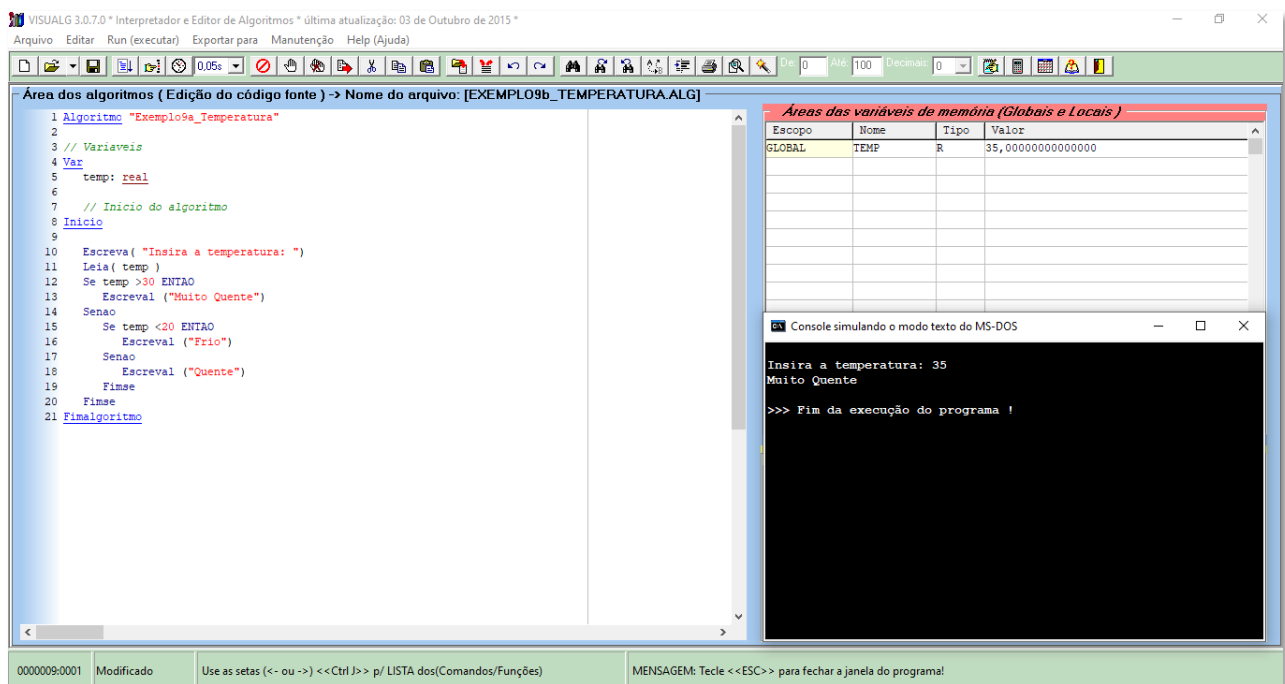 VISUALG 3.0.7.0 * Interpretador e Editor de Algoritmos * última atualização: 03 de Outubro de 2015 *
Arquivo Editar Run (executar) Exportar para Manutenção Help (Ajuda)
0,05s De: 0 Até: 100 Decimais: 0
Área dos algoritmos ( Edição do código fonte ) -> Nome do arquivo: [EXEMPLO9b_TEMPERATURA.ALG]
1 Algoritmo "Exemplo9a_Temperatura"
2
3 // Variaveis
4 Var
5 temp: real
6
7 // Inicio do algoritmo
8 Inicio
9
10 Escreva( "Insira a temperatura: ")
11 Leia( temp )
12 Se temp >30 ENTAO
13 Escreval ("Muito Quente")
14 Senao
15 Se temp <20 ENTAO
16 Escreval ("Frio")
17 Senao
18 Escreval ("Quente")
19 Fimse
20 Fimse
21 Fimalgoritmo
Áreas das variáveis de memória (Globais e Locais )
Escopo Nome Tipo Valor
GLOBAL TEMP R 35,00000000000000
Console simulando o modo texto do MS-DOS
Insira a temperatura: 35
Muito Quente
>>> Fim da execução do programa !
0000009:0001 Modificado Use as setas (<- ou ->) <<Ctrl J>> p/ LISTA dos(Comandos/Funções) MENSAGEM: Tecle <<ESC>> para fechar a janela do programa!